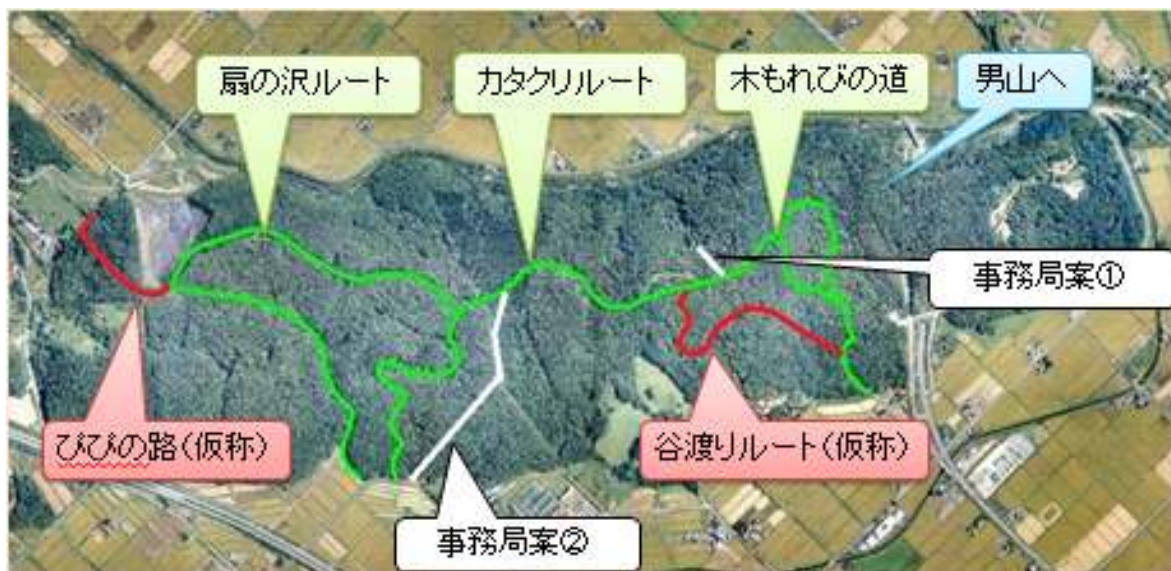 扇の沢ルート
カタクリルート
木もれびの道
男山へ
事務局案①
びびの路(仮称)
谷渡りルート(仮称)
事務局案②